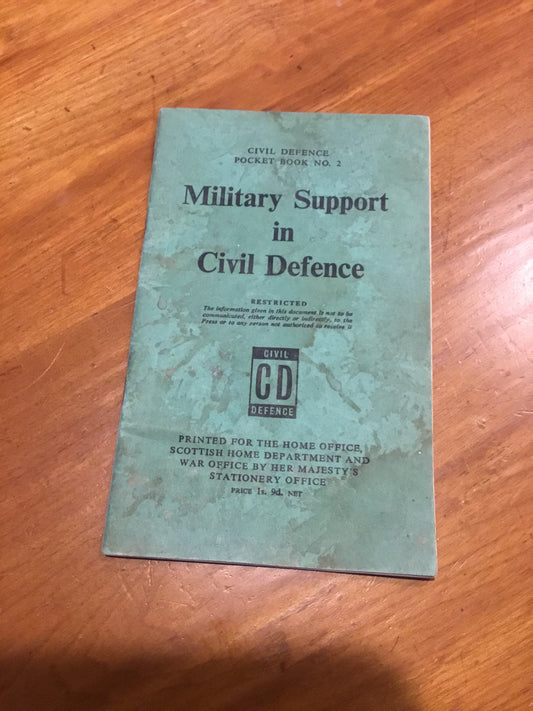 CIVIL DEFENCE
POCKET BOOK NO. 2
Military Support
in
Civil Defence
RESTRICTED
The information given in this document is not to be
communicated, either directly or indirectly, to the
Press or to any person not authorized to receive it
CIVIL
CD
DEFENCE
PRINTED FOR THE HOME OFFICE,
SCOTTISH HOME DEPARTMENT AND
WAR OFFICE BY HER MAJESTY'S
STATIONERY OFFICE
PRICE 1s. 9d. NET